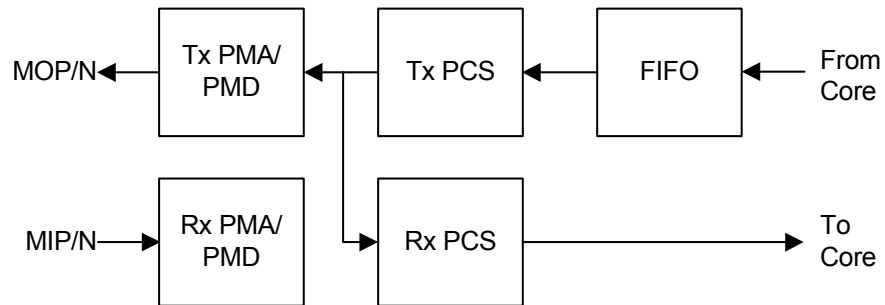 MOP/N
Tx PMA/
PMD
Tx PCS
FIFO
From
Core
MIP/N
Rx PMA/
PMD
Rx PCS
To
Core